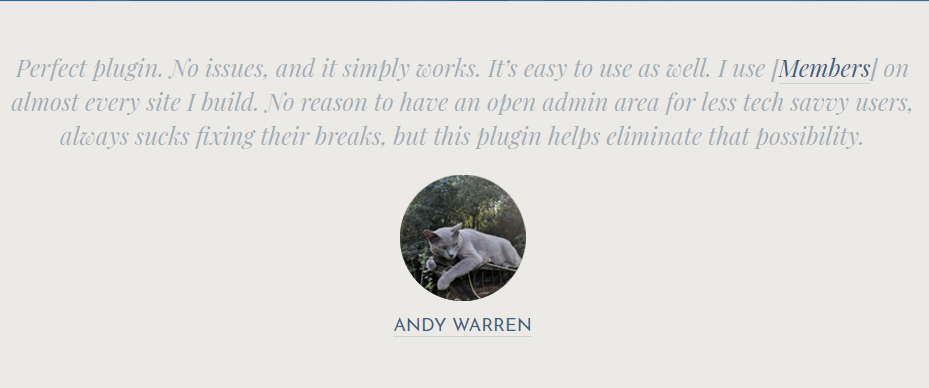 Perfect plugin. No issues, and it simply works. It’s easy to use as well. I use [Members] on
almost every site I build. No reason to have an open admin area for less tech savvy users,
always sucks fixing their breaks, but this plugin helps eliminate that possibility.
ANDY WARREN